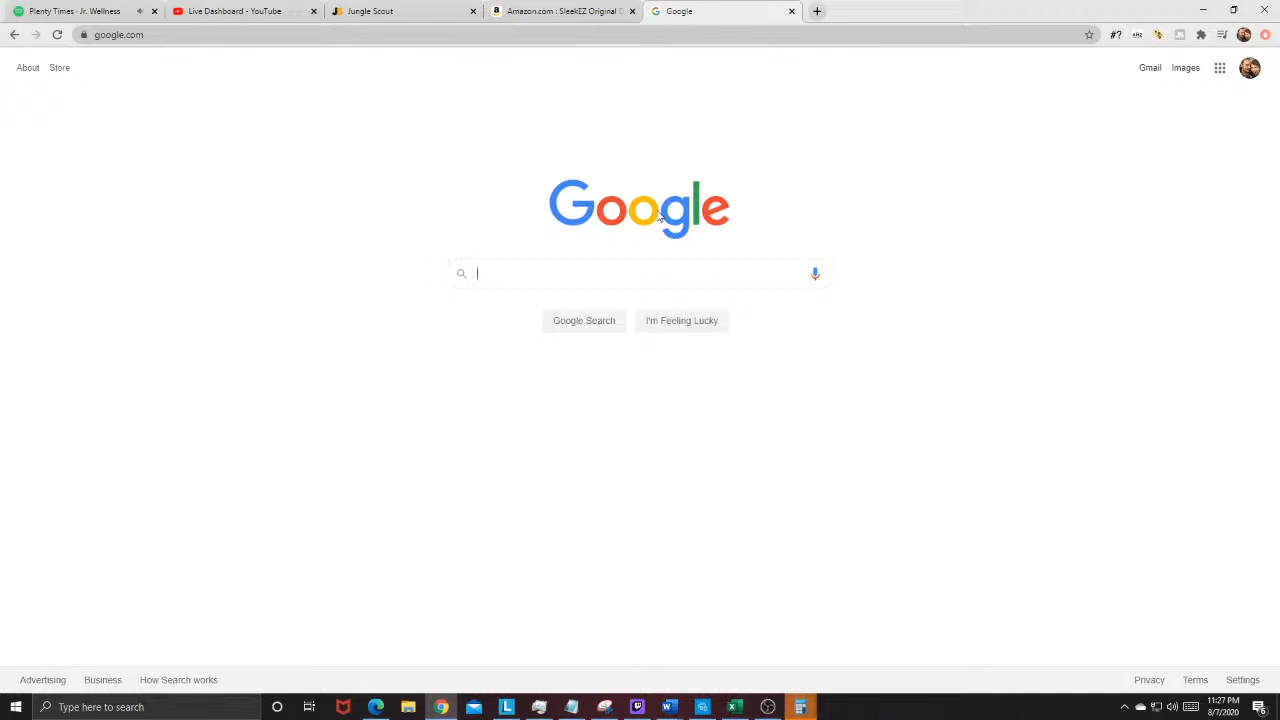 Plenty Times - Jr. Wellness
Live Dashboard - YouTube
Jungle Scout
Amazon.com : SleekEZ Original D
Google
google.com
#?
About
Store
Gmail
Images
Google
Google Search
I'm Feeling Lucky
Advertising
Business
How Search works
Privacy
Terms
Settings
Type here to search
11:27 PM
8/7/2020